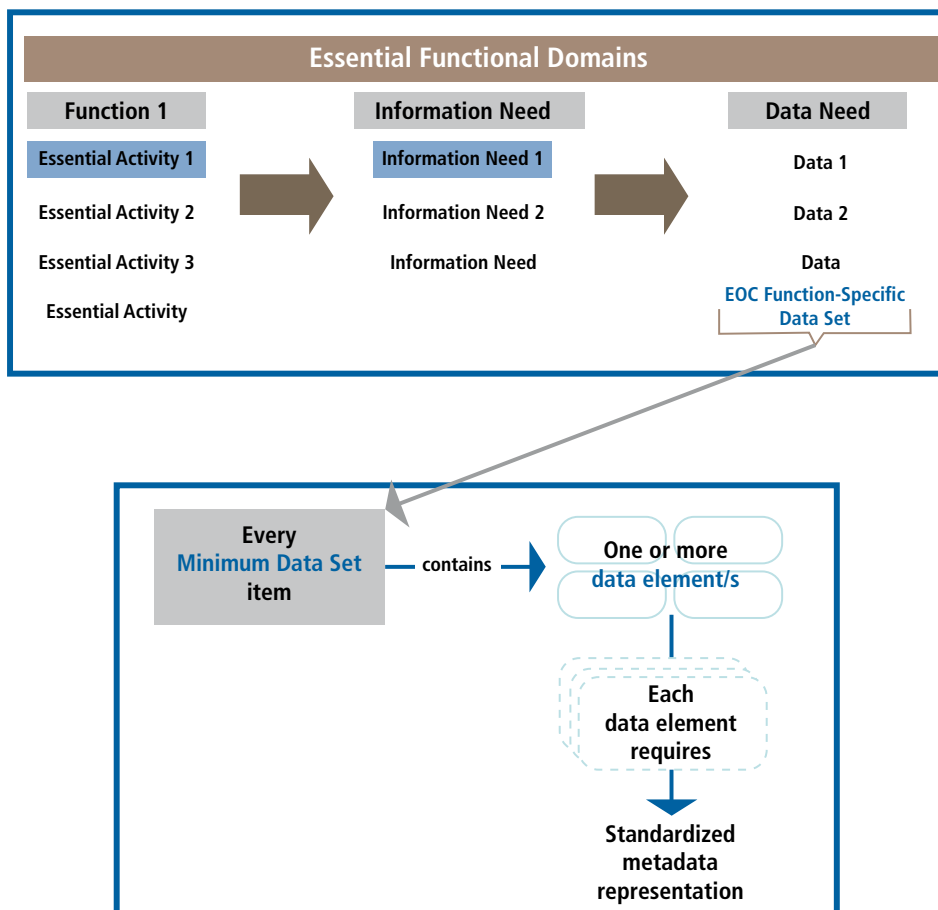 Essential Functional Domains
Function 1
Information Need
Data Need
Essential Activity 1
Information Need 1
Data 1
Essential Activity 2
Information Need 2
Data 2
Essential Activity 3
Information Need
Data
Essential Activity
EOC Function-Specific
Data Set
Every
Minimum Data Set
item
contains
One or more
data element/s
Each
data element
requires
Standardized
metadata
representation